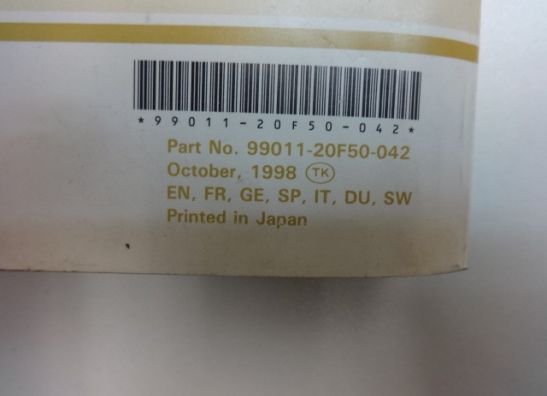 *99011-20F50-042*
Part No. 99011-20F50-042
October, 1998 TK
EN, FR, GE, SP, IT, DU, SW
Printed in Japan